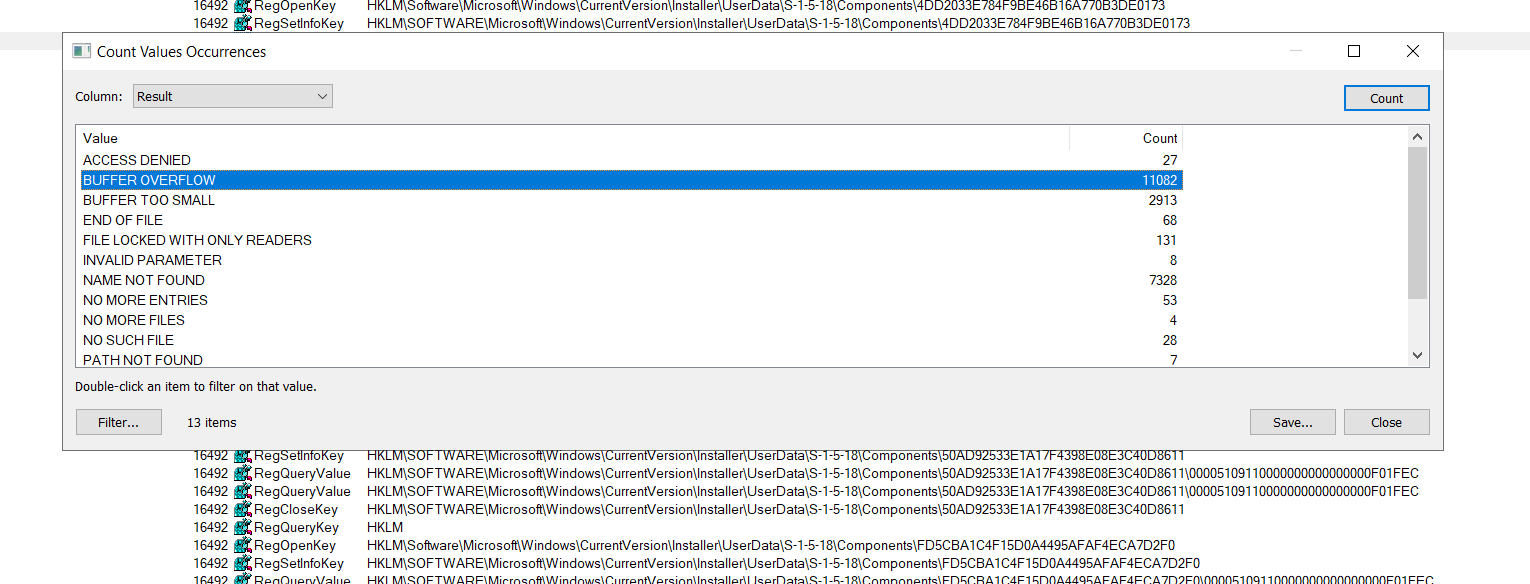 16492 RegOpenKey HKLM\Software\Microsoft\Windows\CurrentVersion\Installer\UserData\S-1-5-18\Components\4DD2033E784F9BE46B16A770B3DE0173
16492 RegSetInfoKey HKLM\SOFTWARE\Microsoft\Windows\CurrentVersion\Installer\UserData\S-1-5-18\Components\4DD2033E784F9BE46B16A770B3DE0173
Count Values Occurrences
Column: Result Count
Value Count
ACCESS DENIED 27
BUFFER OVERFLOW 11082
BUFFER TOO SMALL 2913
END OF FILE 68
FILE LOCKED WITH ONLY READERS 131
INVALID PARAMETER 8
NAME NOT FOUND 7328
NO MORE ENTRIES 53
NO MORE FILES 4
NO SUCH FILE 28
PATH NOT FOUND 7
Double-click an item to filter on that value.
Filter... 13 items Save... Close
16492 RegSetInfoKey HKLM\SOFTWARE\Microsoft\Windows\CurrentVersion\Installer\UserData\S-1-5-18\Components\50AD92533E1A17F4398E08E3C40D8611
16492 RegQueryValue HKLM\SOFTWARE\Microsoft\Windows\CurrentVersion\Installer\UserData\S-1-5-18\Components\50AD92533E1A17F4398E08E3C40D8611\00005109110000000000000000F01FEC
16492 RegQueryValue HKLM\SOFTWARE\Microsoft\Windows\CurrentVersion\Installer\UserData\S-1-5-18\Components\50AD92533E1A17F4398E08E3C40D8611\00005109110000000000000000F01FEC
16492 RegCloseKey HKLM\SOFTWARE\Microsoft\Windows\CurrentVersion\Installer\UserData\S-1-5-18\Components\50AD92533E1A17F4398E08E3C40D8611
16492 RegQueryKey HKLM
16492 RegOpenKey HKLM\Software\Microsoft\Windows\CurrentVersion\Installer\UserData\S-1-5-18\Components\FD5CBA1C4F15D0A4495AFAF4ECA7D2F0
16492 RegSetInfoKey HKLM\SOFTWARE\Microsoft\Windows\CurrentVersion\Installer\UserData\S-1-5-18\Components\FD5CBA1C4F15D0A4495AFAF4ECA7D2F0
16492 RegQueryValue HKLM\SOFTWARE\Microsoft\Windows\CurrentVersion\Installer\UserData\S-1-5-18\Components\FD5CBA1C4F15D0A4495AFAF4ECA7D2F0\00005109110000000000000000F01FEC